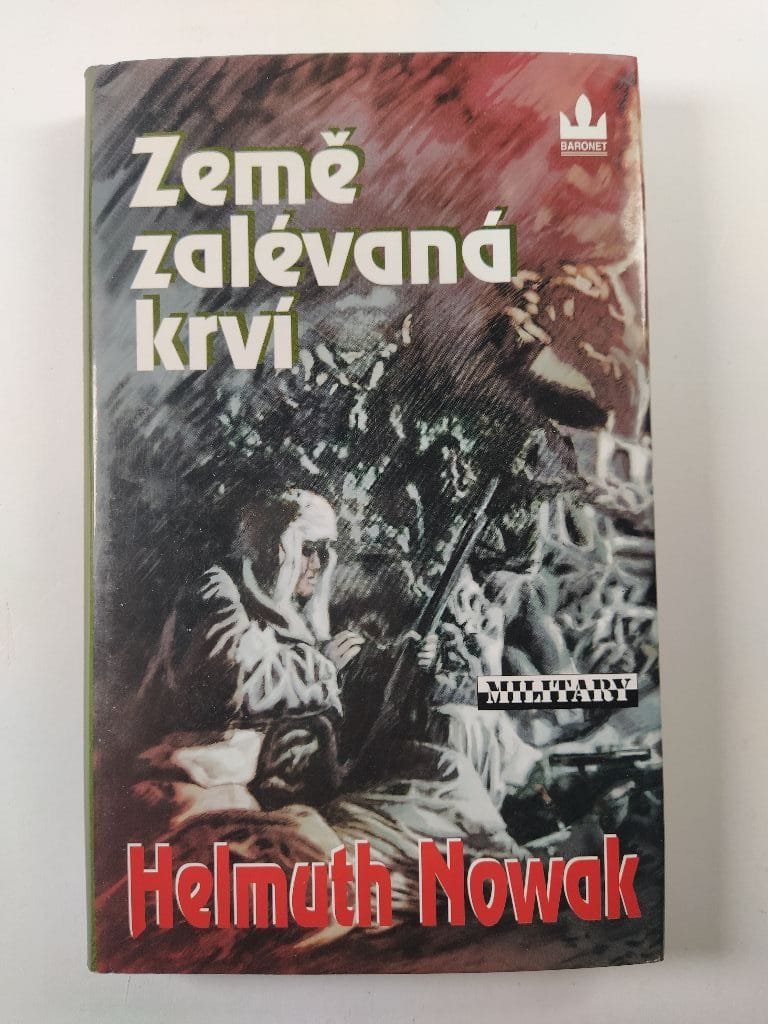 BARONET
Země
zalévaná
krví
MILITARY
Helmuth Nowak